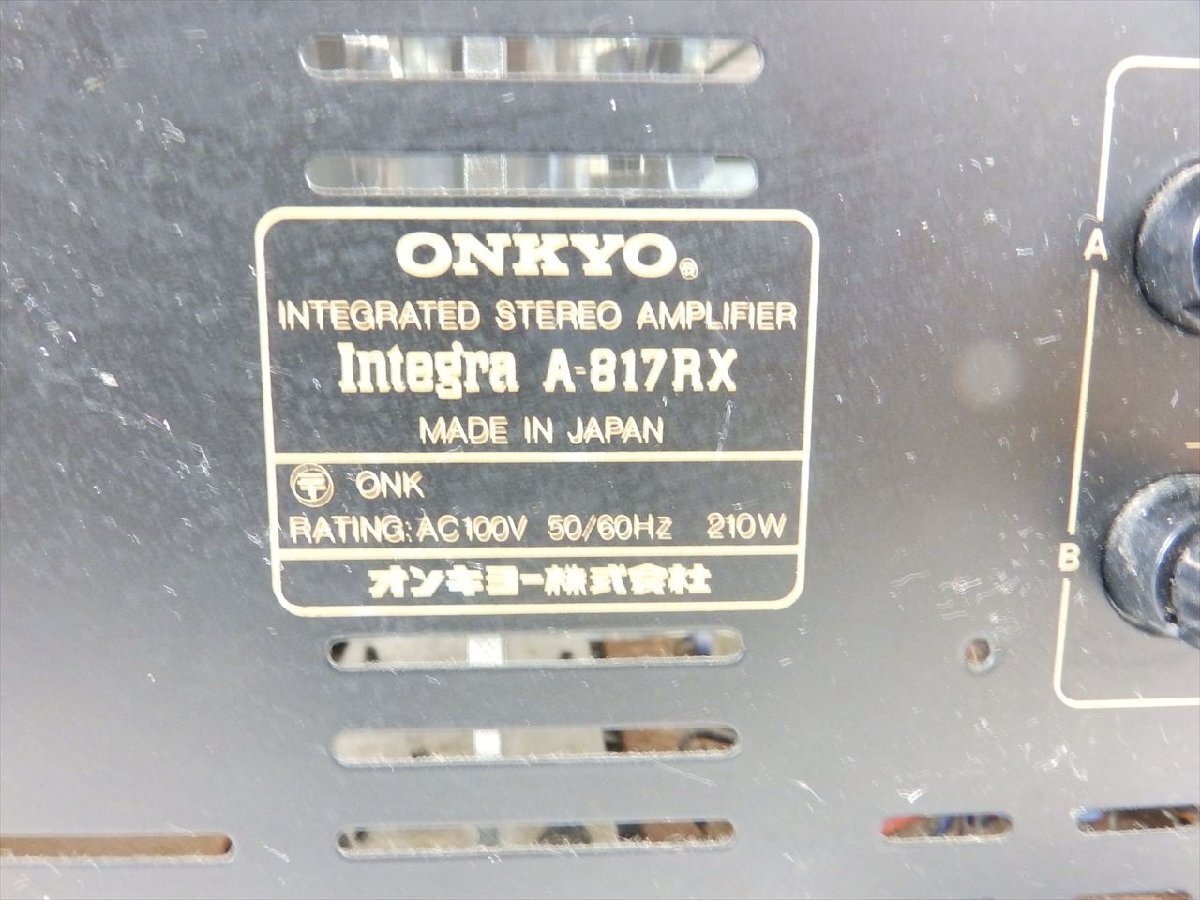 ONKYO®
INTEGRATED STEREO AMPLIFIER
Integra A-817RX
MADE IN JAPAN
〶 ONK
RATING: AC100V 50/60Hz 210W
オンキヨー株式会社
A
B